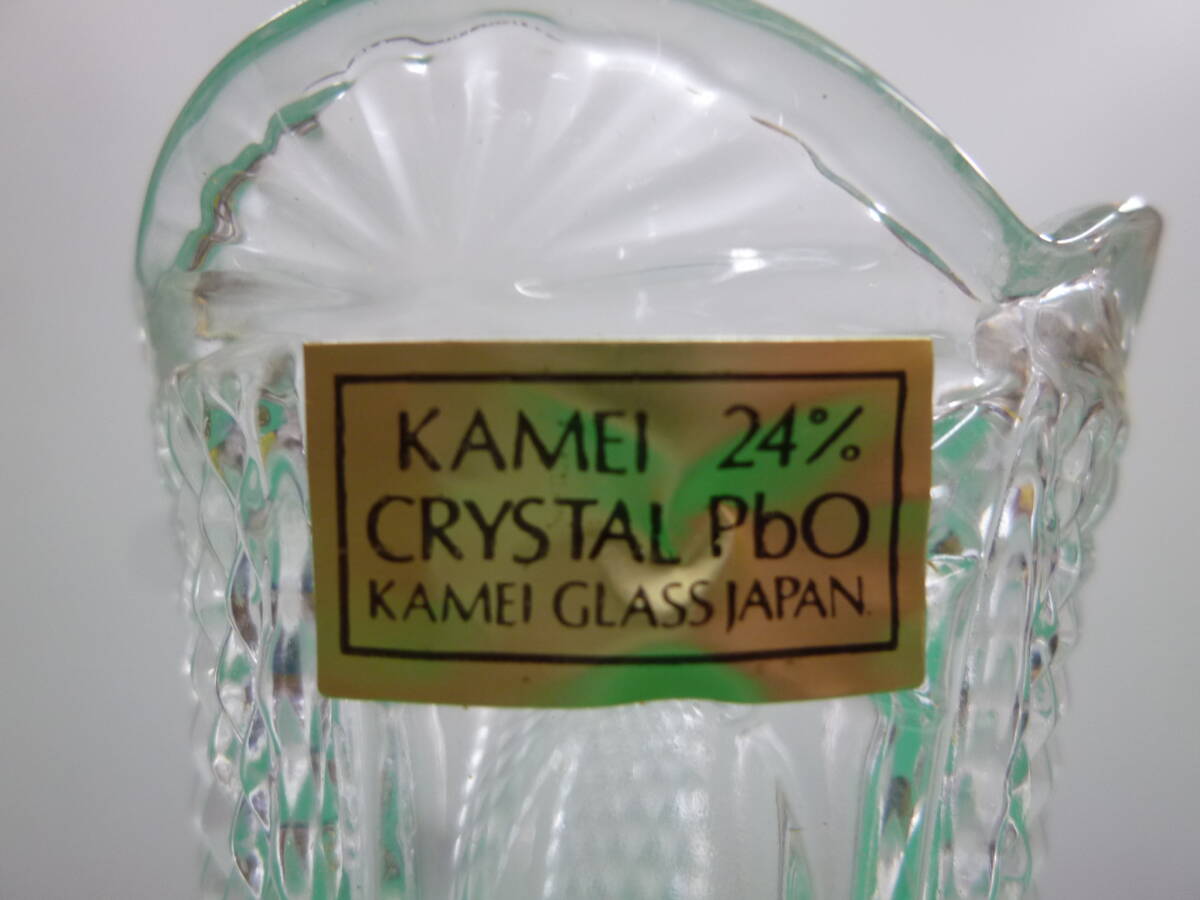 KAMEI 24%
CRYSTAL PbO
KAMEI GLASS JAPAN.